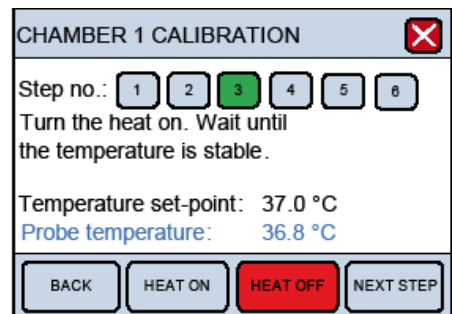 CHAMBER 1 CALIBRATION
Step no.: 1 2 3 4 5 6
Turn the heat on. Wait until
the temperature is stable.
Temperature set-point: 37.0 °C
Probe temperature: 36.8 °C
BACK HEAT ON HEAT OFF NEXT STEP